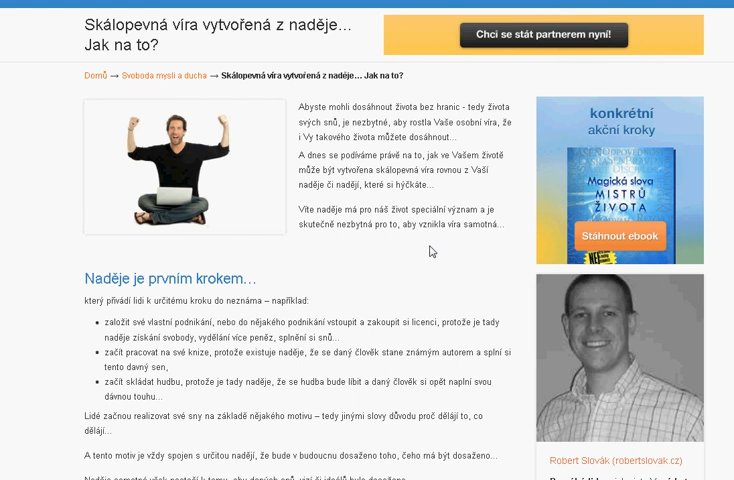 Skálopevná víra vytvořená z naděje...
Jak na to?
Chci se stát partnerem nyní!
Domů → Svoboda mysli a ducha → Skálopevná víra vytvořená z naděje... Jak na to?
Abyste mohli dosáhnout života bez hranic - tedy života
svých snů, je nezbytné, aby rostla Vaše osobní víra, že
i Vy takového života můžete dosáhnout...
A dnes se podíváme právě na to, jak ve Vašem životě
může být vytvořena skálopevná víra rovnou z Vaší
naděje či nadějí, které si hýčkáte...
Víte naděje má pro náš život speciální význam a je
skutečně nezbytná pro to, aby vznikla víra samotná...
konkrétní
akční kroky
Magická slova
MISTRŮ
ŽIVOTA
Stáhnout ebook
Naděje je prvním krokem...
který přivádí lidi k určitému kroku do neznáma – například:
založit své vlastní podnikání, nebo do nějakého podnikání vstoupit a zakoupit si licenci, protože je tady
naděje získání svobody, vydělání více peněz, splnění si snů...
začít pracovat na své knize, protože existuje naděje, že se daný člověk stane známým autorem a splní si
tento davný sen,
začít skládat hudbu, protože je tady naděje, že se hudba bude líbit a daný člověk si opět naplní svou
dávnou touhu...
Lidé začnou realizovat své sny na základě nějakého motivu – tedy jinými slovy důvodu proč dělájí to, co
dělájí...
A tento motiv je vždy spojen s určitou nadějí, že bude v budoucnu dosaženo toho, čeho má být dosaženo...
Robert Slovák (robertslovak.cz)